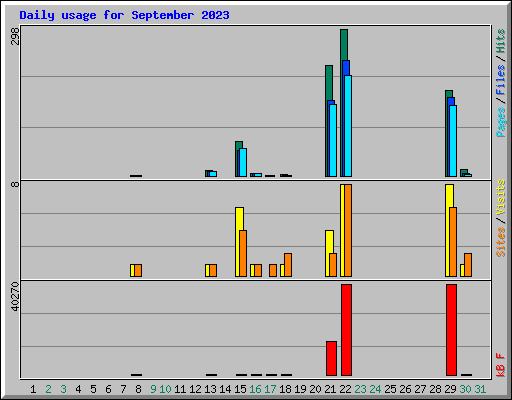 Daily usage for September 2023
298
8
40270
Pages / Files / Hits
Sites / Visits
kB F
1 2 3 4 5 6 7 8 9 10 11 12 13 14 15 16 17 18 19 20 21 22 23 24 25 26 27 28 29 30 31